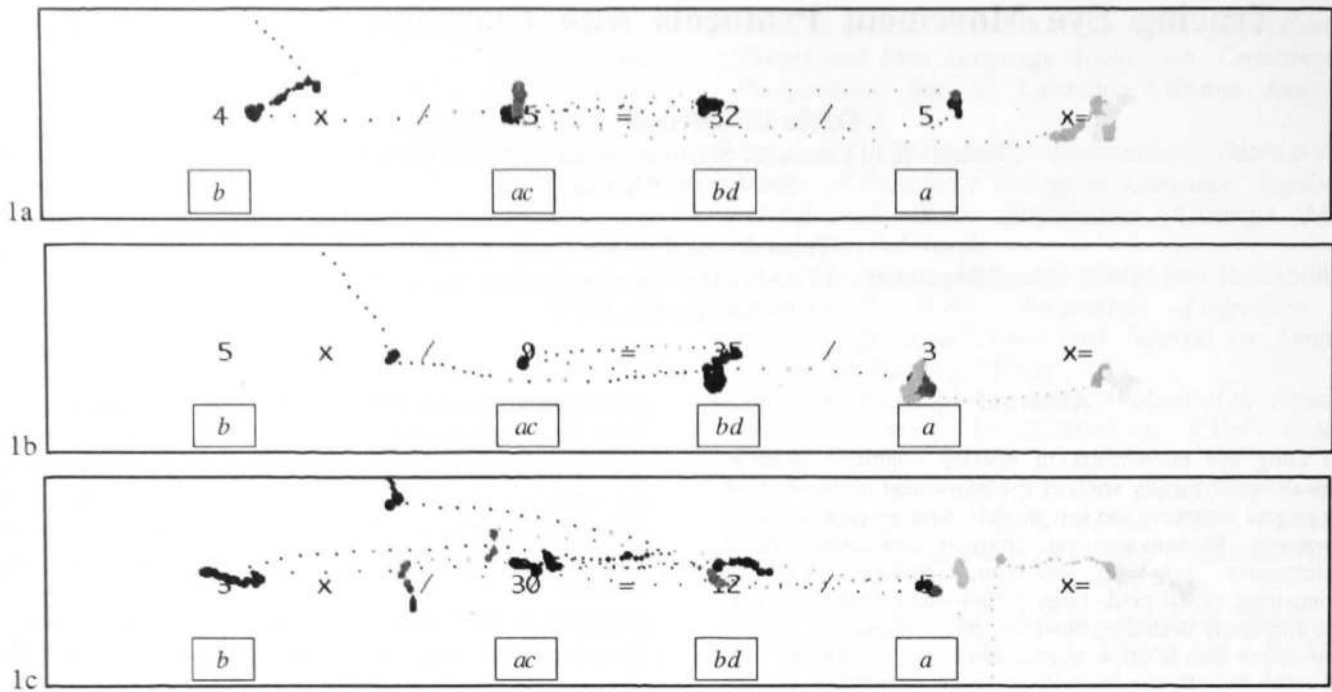 4 x / 5 = 32 / 5 x=
b ac bd a
1a
5 x / 9 = 35 / 3 x=
b ac bd a
1b
3 x / 30 = 12 / 5 x=
b ac bd a
1c